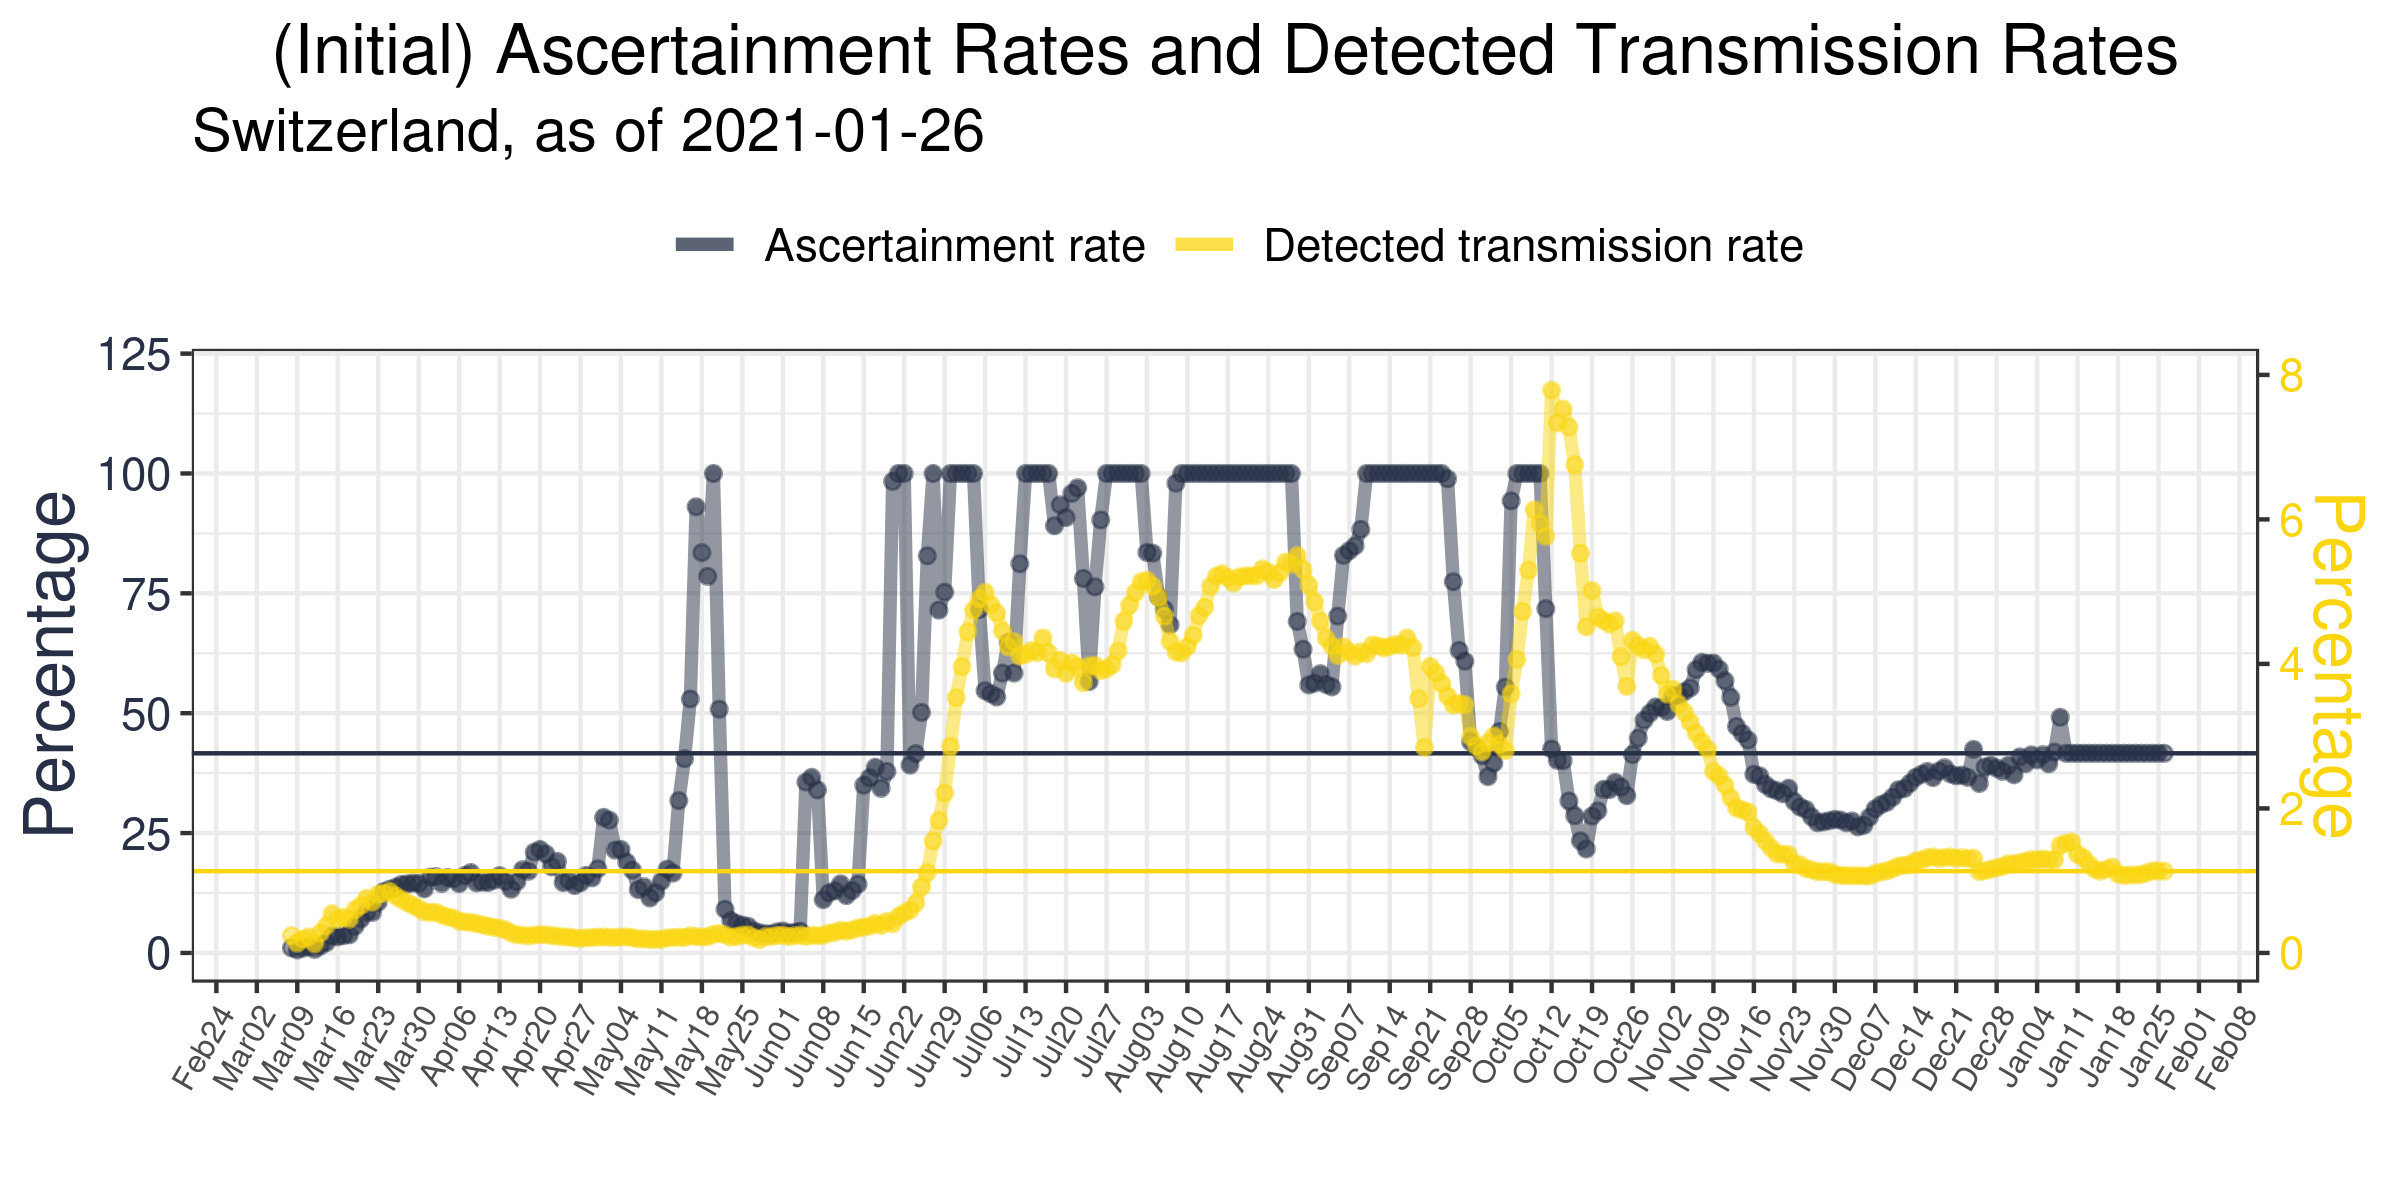 (Initial) Ascertainment Rates and Detected Transmission Rates
Switzerland, as of 2021-01-26
Ascertainment rate
Detected transmission rate
Percentage
125
100
75
50
25
0
8
6
4
2
0
Percentage
Feb24
Mar02
Mar09
Mar16
Mar23
Mar30
Apr06
Apr13
Apr20
Apr27
May04
May11
May18
May25
Jun01
Jun08
Jun15
Jun22
Jun29
Jul06
Jul13
Jul20
Jul27
Aug03
Aug10
Aug17
Aug24
Aug31
Sep07
Sep14
Sep21
Sep28
Oct05
Oct12
Oct19
Oct26
Nov02
Nov09
Nov16
Nov23
Nov30
Dec07
Dec14
Dec21
Dec28
Jan04
Jan11
Jan18
Jan25
Feb01
Feb08